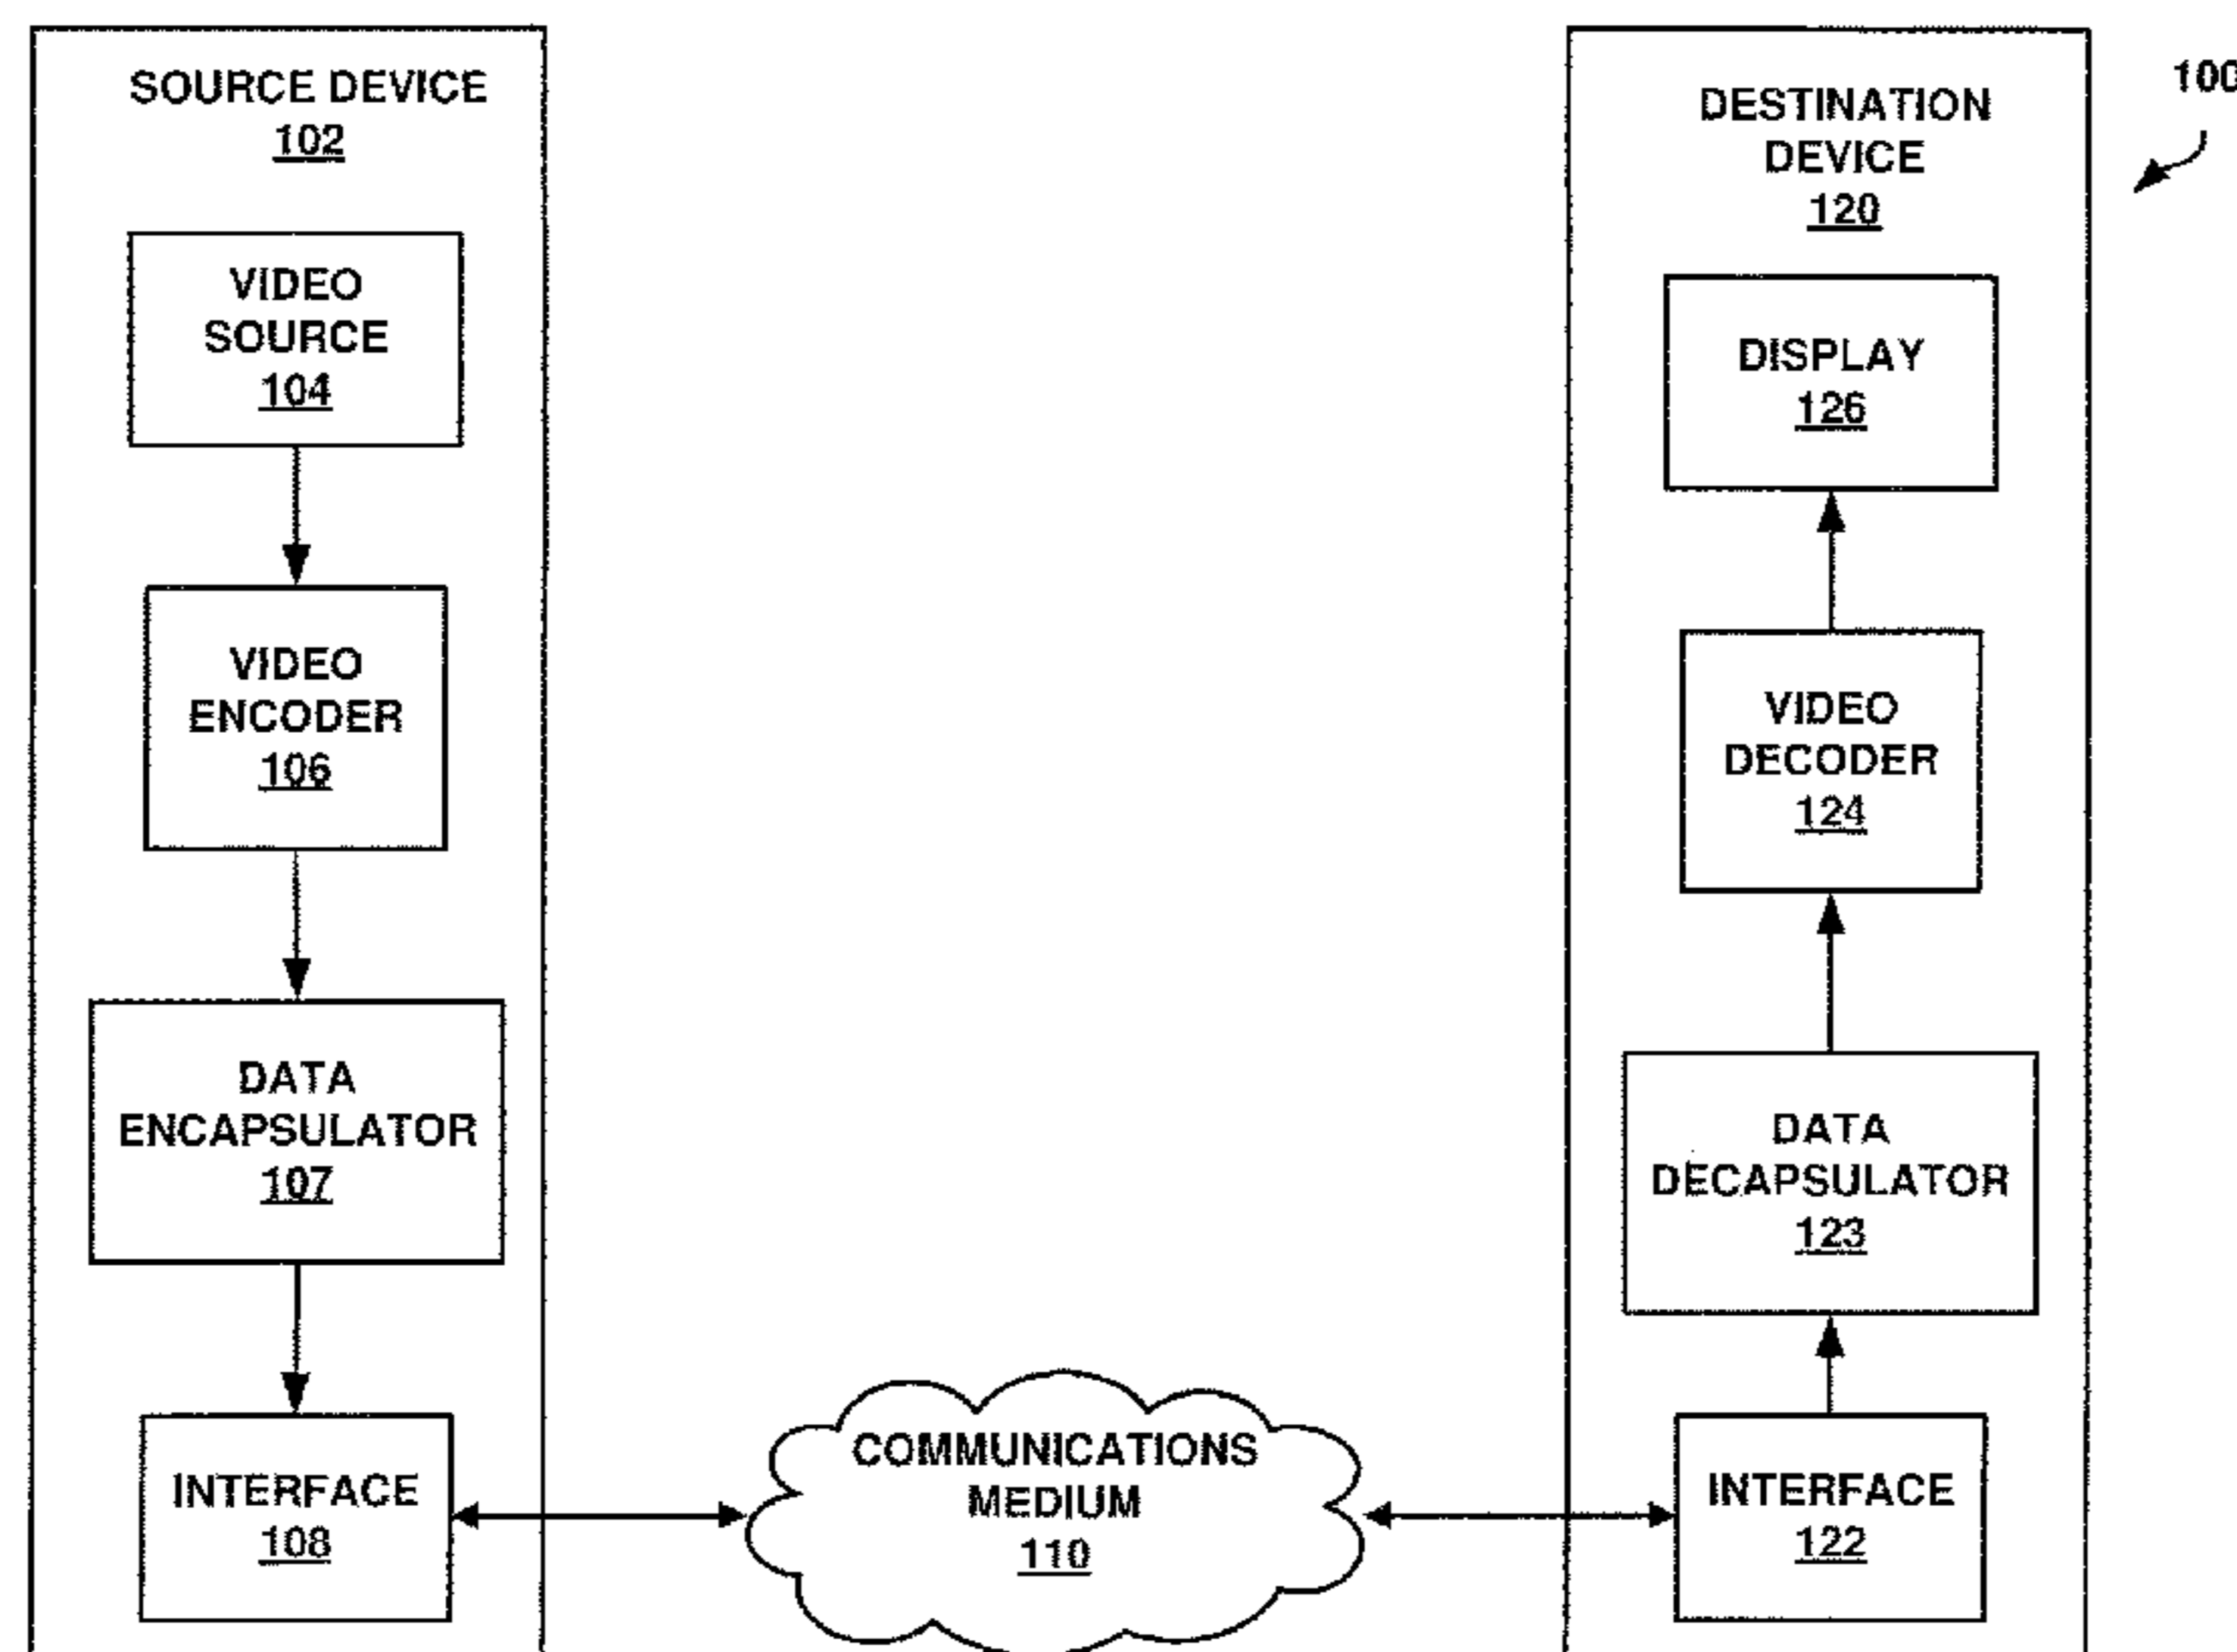 SOURCE DEVICE
102
VIDEO
SOURCE
104
VIDEO
ENCODER
106
DATA
ENCAPSULATOR
107
INTERFACE
108
COMMUNICATIONS
MEDIUM
110
DESTINATION
DEVICE
120
DISPLAY
126
VIDEO
DECODER
124
DATA
DECAPSULATOR
123
INTERFACE
122
100